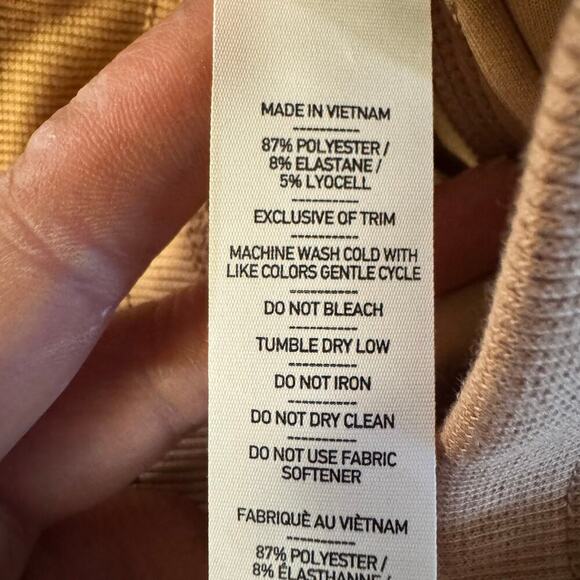 MADE IN VIETNAM
----------
87% POLYESTER /
8% ELASTANE /
5% LYOCELL
----------
EXCLUSIVE OF TRIM
----------
MACHINE WASH COLD WITH
LIKE COLORS GENTLE CYCLE
----------
DO NOT BLEACH
----------
TUMBLE DRY LOW
----------
DO NOT IRON
----------
DO NOT DRY CLEAN
----------
DO NOT USE FABRIC
SOFTENER
----------
FABRIQUÈ AU VIÈTNAM
----------
87% POLYESTER /
8% ÉLASTHANNE /